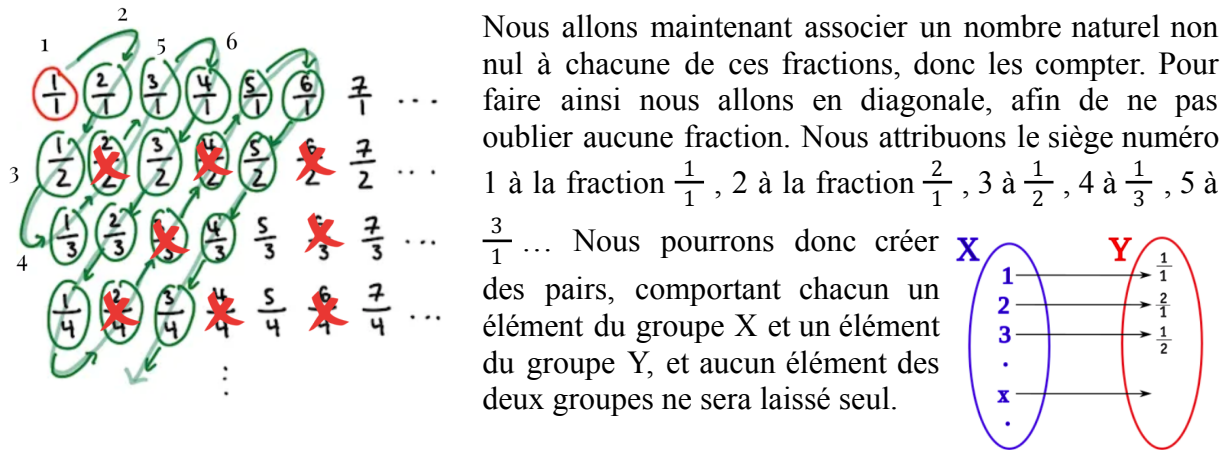 1 2 5 6
1/1 2/1 3/1 4/1 5/1 6/1 7/1 ...
3 1/2 2/2 3/2 4/2 5/2 6/2 7/2 ...
1/3 2/3 3/3 4/3 5/3 6/3 7/3 ...
4
1/4 2/4 3/4 4/4 5/4 6/4 7/4 ...
⋮
Nous allons maintenant associer un nombre naturel non
nul à chacune de ces fractions, donc les compter. Pour
faire ainsi nous allons en diagonale, afin de ne pas
oublier aucune fraction. Nous attribuons le siège numéro
1 à la fraction 1/1 , 2 à la fraction 2/1 , 3 à 1/2 , 4 à 1/3 , 5 à
3/1 … Nous pourrons donc créer
des pairs, comportant chacun un
élément du groupe X et un élément
du groupe Y, et aucun élément des
deux groupes ne sera laissé seul.
X Y
1 1/1
2 2/1
3 1/2
.
x
.